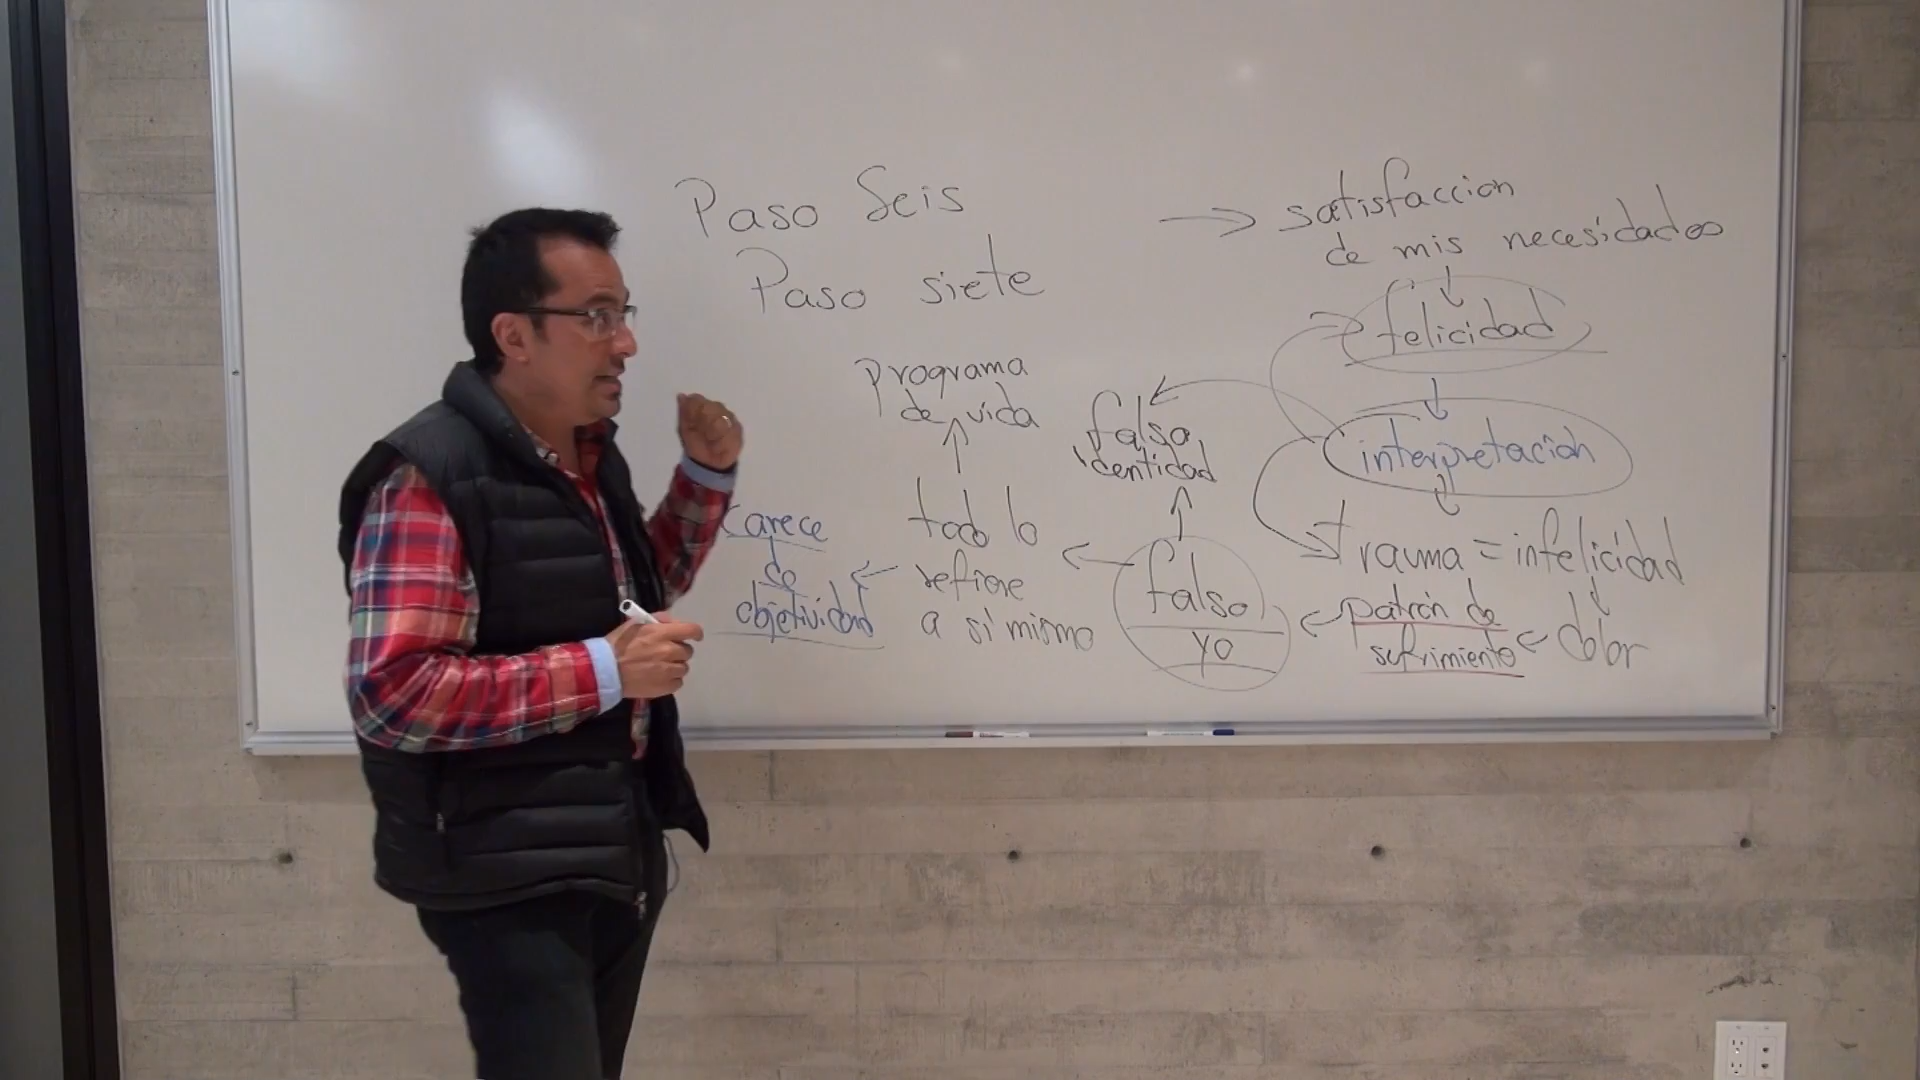 Paso Seis
Paso siete
→ satisfaccion
de mis necesidades
felicidad
interpretación
trauma = infelicidad
dolor
patrón de
sufrimiento
falso
yo
falsa
identidad
todo lo
refiere
a si mismo
programa
de vida
carece
de
objetividad